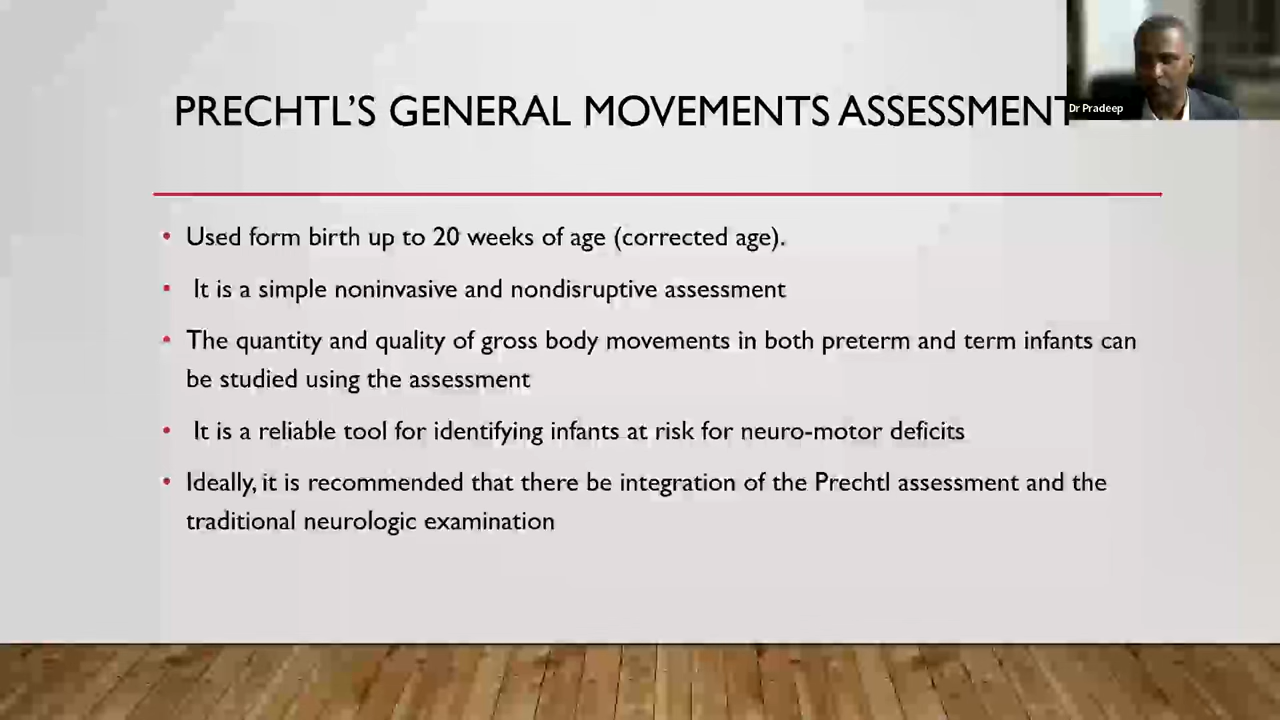 PRECHTL'S GENERAL MOVEMENTS ASSESSMENT
Dr Pradeep
• Used form birth up to 20 weeks of age (corrected age).
• It is a simple noninvasive and nondisruptive assessment
• The quantity and quality of gross body movements in both preterm and term infants can
be studied using the assessment
• It is a reliable tool for identifying infants at risk for neuro-motor deficits
• Ideally, it is recommended that there be integration of the Prechtl assessment and the
traditional neurologic examination